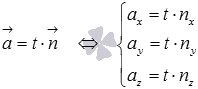 a⃗ = t · n⃗ ⇔ { a_x = t · n_x
a_y = t · n_y
a_z = t · n_z